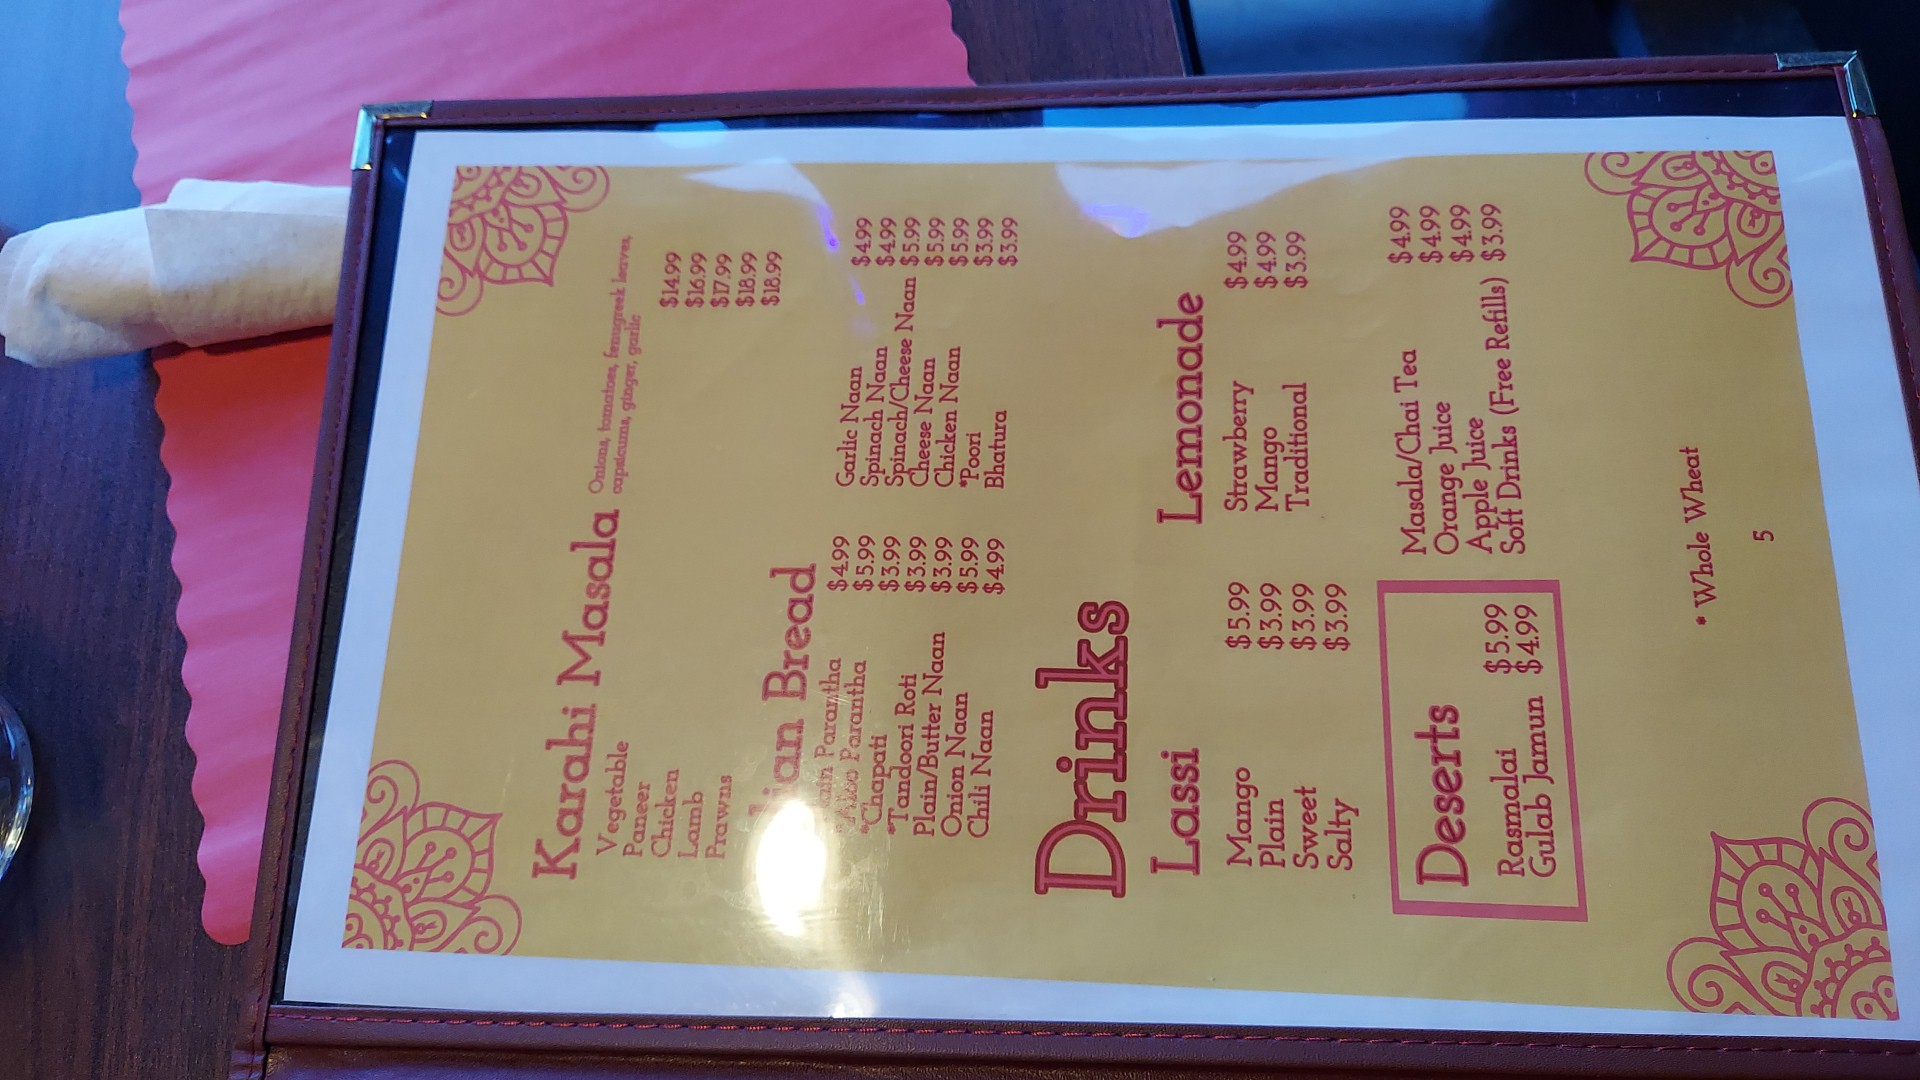 Karahi Masala Onions, tomatoes, fenugreek leaves,
capsicums, ginger, garlic
Vegetable $14.99
Paneer $16.99
Chicken $17.99
Lamb $18.99
Prawns $18.99
Indian Bread
Plain Parantha $4.99
*Aloo Parantha $5.99
*Chapati $3.99
*Tandoori Roti $3.99
Plain/Butter Naan $3.99
Onion Naan $5.99
Chili Naan $4.99
Garlic Naan $4.99
Spinach Naan $4.99
Spinach/Cheese Naan $5.99
Cheese Naan $5.99
Chicken Naan $5.99
*Poori $3.99
Bhatura $3.99
Drinks
Lassi
Mango $5.99
Plain $3.99
Sweet $3.99
Salty $3.99
Lemonade
Strawberry $4.99
Mango $4.99
Traditional $3.99
Masala/Chai Tea $4.99
Orange Juice $4.99
Apple Juice $4.99
Soft Drinks (Free Refills) $3.99
Deserts
Rasmalai $5.99
Gulab Jamun $4.99
* Whole Wheat
5